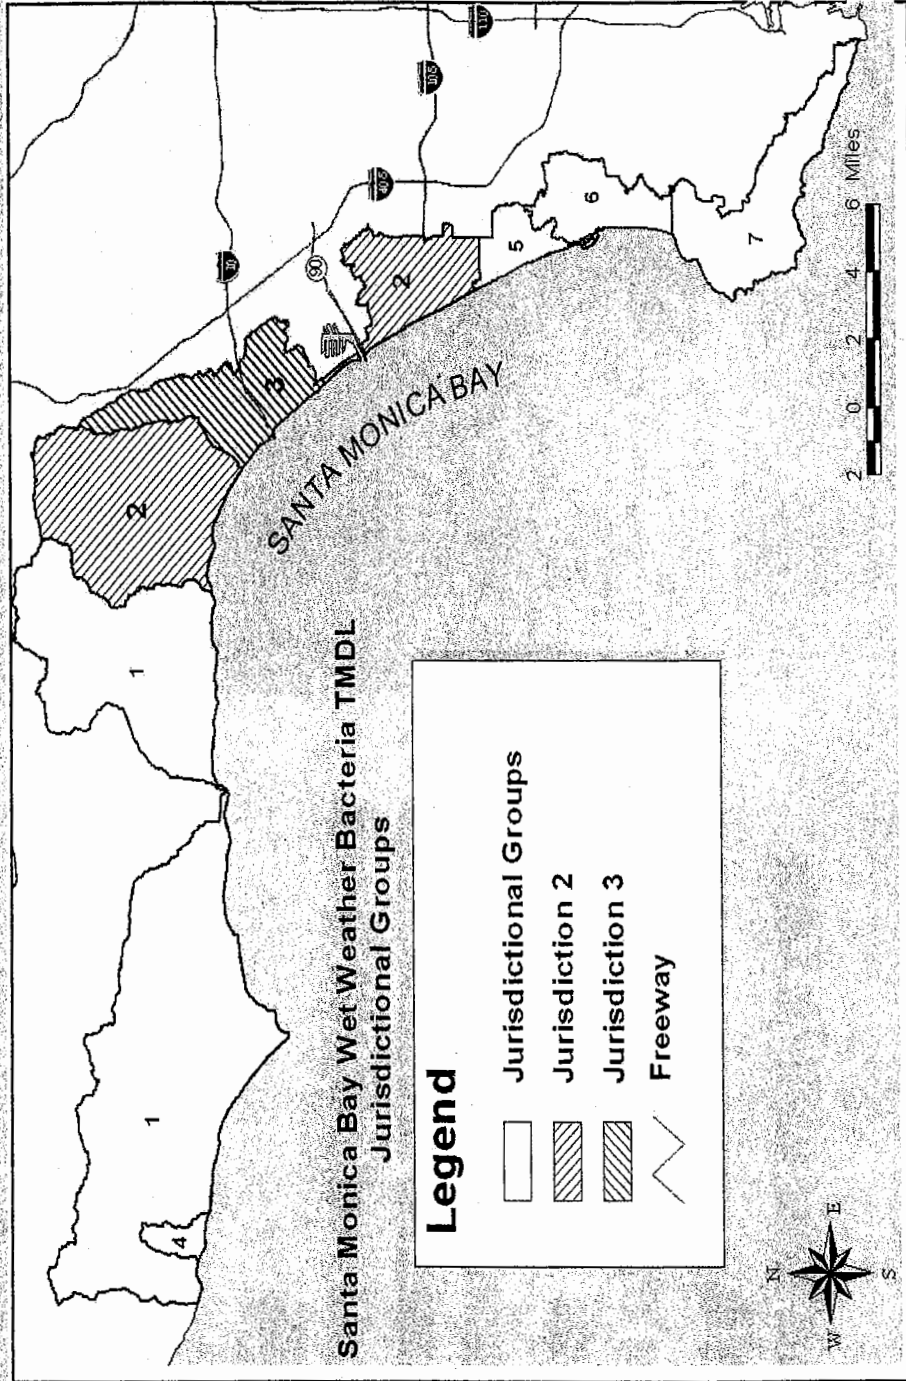 Santa Monica Bay Wet Weather Bacteria TMDL
Jurisdictional Groups
Legend
Jurisdictional Groups
Jurisdiction 2
Jurisdiction 3
Freeway
SANTA MONICA BAY
1
4
1
2
3
2
5
6
7
10
90
405
105
110
N
W
E
S
2 0 2 4 6 Miles